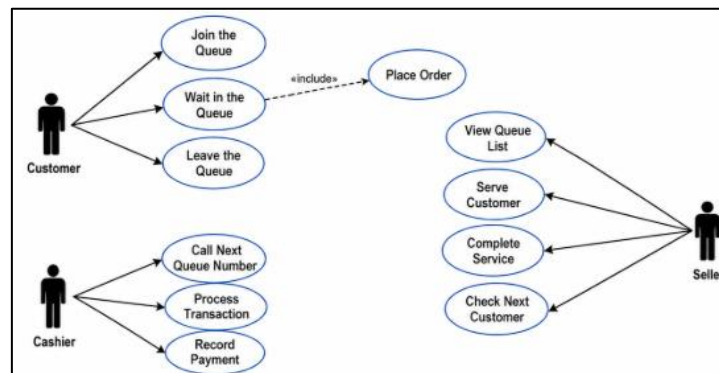 Join the
Queue
«include»
Place Order
Wait in the
Queue
Customer
Leave the
Queue
View Queue
List
Serve
Customer
Complete
Service
Check Next
Customer
Selle
Call Next
Queue Number
Process
Transaction
Record
Payment
Cashier